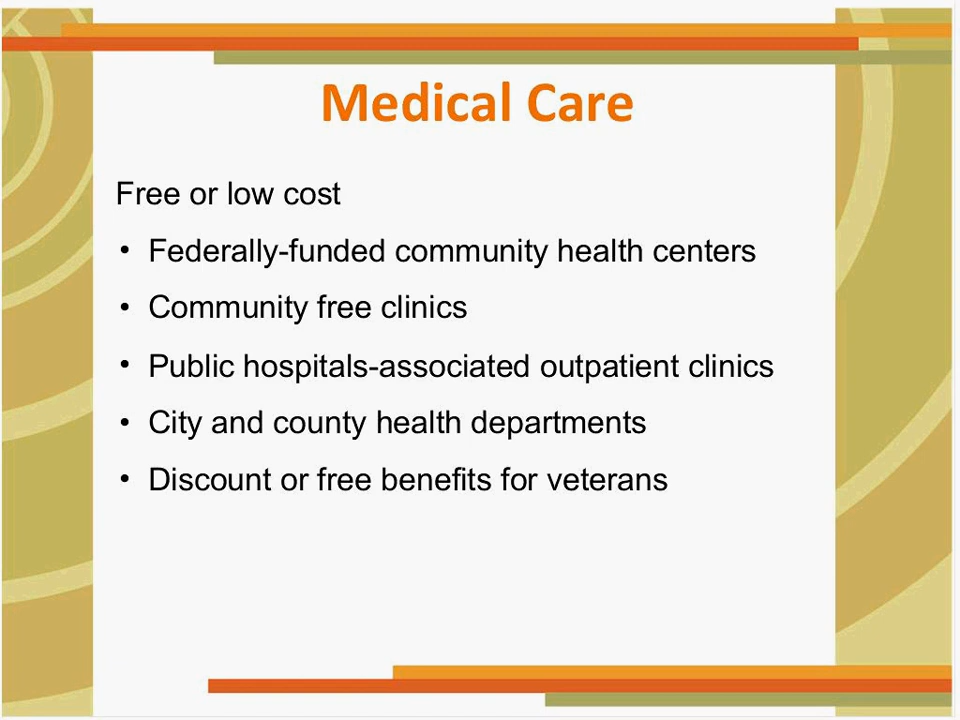 Medical Care
Free or low cost
• Federally-funded community health centers
• Community free clinics
• Public hospitals-associated outpatient clinics
• City and county health departments
• Discount or free benefits for veterans